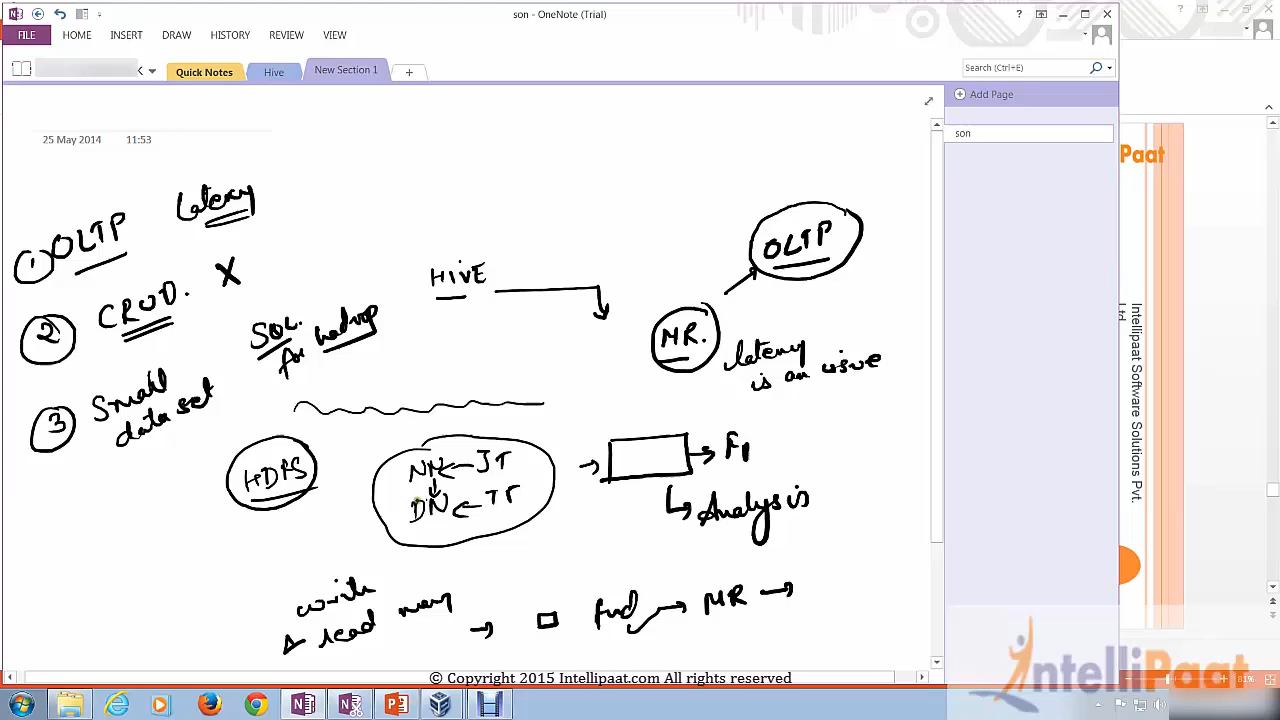 son - OneNote (Trial)
FILE HOME INSERT DRAW HISTORY REVIEW VIEW
Quick Notes Hive New Section 1 +
Search (Ctrl+E)
Add Page
son
25 May 2014 11:53
Paat
Latency
1 OLTP
OLTP
HIVE
2 CRUD. X
SQL.
for hadoop
MR.
latency
is an issue
3 Small
data set
HDFS
NN JT
DN TT
Analysis
write
read many
MR
Intellipaat Software Solutions Pvt.
Ltd.
IntelliPaat
© Copyright 2015 Intellipaat.com All rights reserved
81%